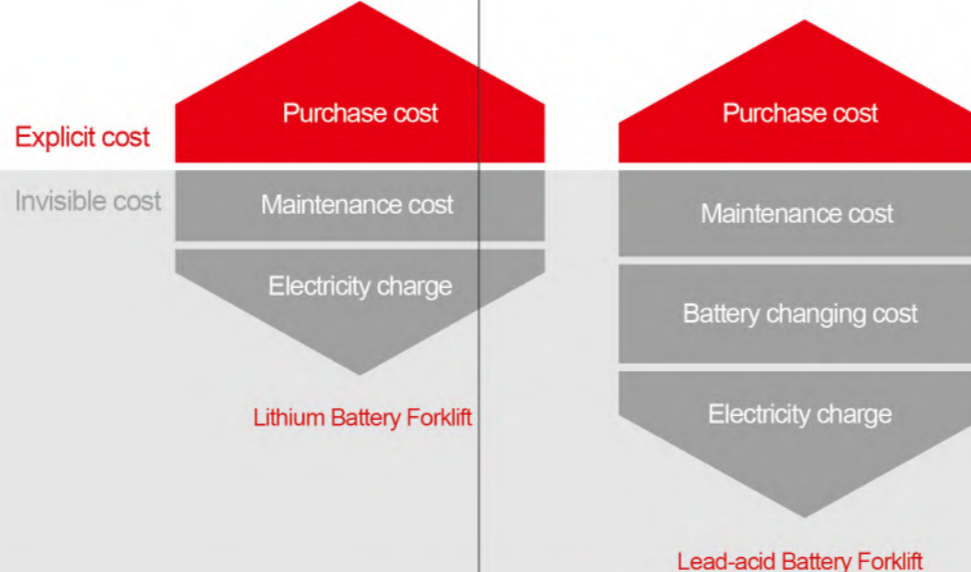 Purchase cost
Purchase cost
Explicit cost
Invisible cost
Maintenance cost
Maintenance cost
Electricity charge
Battery changing cost
Lithium Battery Forklift
Electricity charge
Lead-acid Battery Forklift